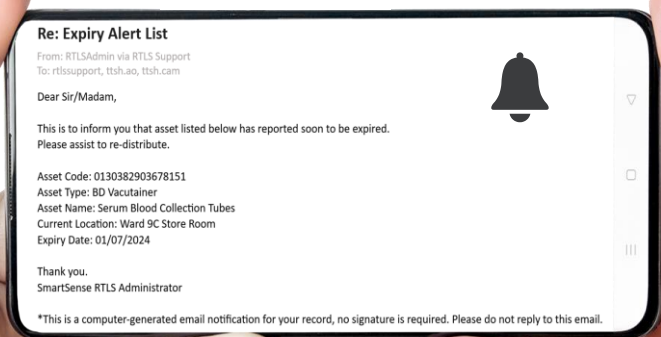 Re: Expiry Alert List
From: RTLSAdmin via RTLS Support
To: rtlssupport, ttsh.ao, ttsh.cam
Dear Sir/Madam,
This is to inform you that asset listed below has reported soon to be expired.
Please assist to re-distribute.
Asset Code: 0130382903678151
Asset Type: BD Vacutainer
Asset Name: Serum Blood Collection Tubes
Current Location: Ward 9C Store Room
Expiry Date: 01/07/2024
Thank you.
SmartSense RTLS Administrator
*This is a computer-generated email notification for your record, no signature is required. Please do not reply to this email.